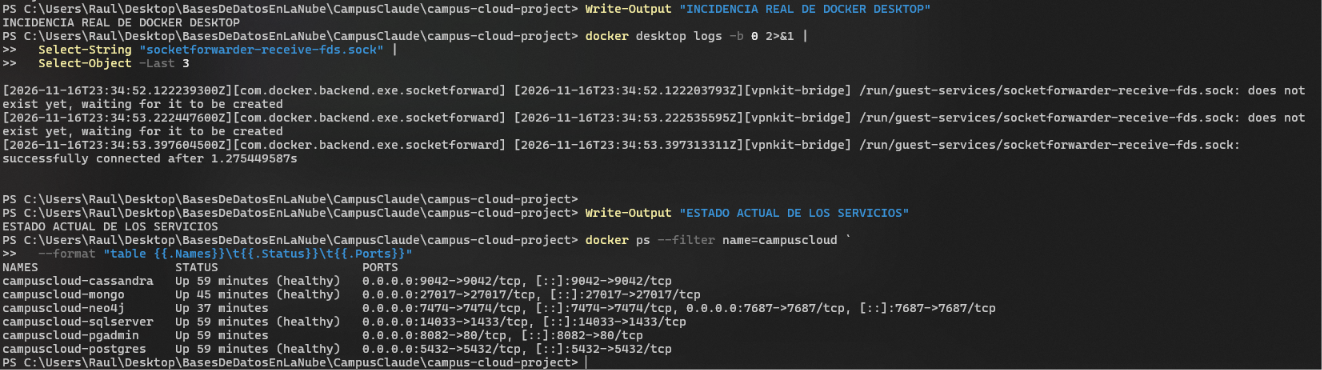 PS C:\Users\Raul\Desktop\BasesDeDatosEnLaNube\CampusClaude\campus-cloud-project> Write-Output "INCIDENCIA REAL DE DOCKER DESKTOP"
INCIDENCIA REAL DE DOCKER DESKTOP
PS C:\Users\Raul\Desktop\BasesDeDatosEnLaNube\CampusClaude\campus-cloud-project> docker desktop logs -b 0 2>&1 |
>>   Select-String "socketforwarder-receive-fds.sock" |
>>   Select-Object -Last 3
[2026-11-16T23:34:52.122239300Z][com.docker.backend.exe.socketforward] [2026-11-16T23:34:52.122203793Z][vpnkit-bridge] /run/guest-services/socketforwarder-receive-fds.sock: does not
exist yet, waiting for it to be created
[2026-11-16T23:34:53.222447600Z][com.docker.backend.exe.socketforward] [2026-11-16T23:34:53.222535595Z][vpnkit-bridge] /run/guest-services/socketforwarder-receive-fds.sock: does not
exist yet, waiting for it to be created
[2026-11-16T23:34:53.397604500Z][com.docker.backend.exe.socketforward] [2026-11-16T23:34:53.397313311Z][vpnkit-bridge] /run/guest-services/socketforwarder-receive-fds.sock:
successfully connected after 1.275449587s
PS C:\Users\Raul\Desktop\BasesDeDatosEnLaNube\CampusClaude\campus-cloud-project>
PS C:\Users\Raul\Desktop\BasesDeDatosEnLaNube\CampusClaude\campus-cloud-project> Write-Output "ESTADO ACTUAL DE LOS SERVICIOS"
ESTADO ACTUAL DE LOS SERVICIOS
PS C:\Users\Raul\Desktop\BasesDeDatosEnLaNube\CampusClaude\campus-cloud-project> docker ps --filter name=campuscloud `
>>   --format "table {{.Names}}\t{{.Status}}\t{{.Ports}}"
NAMES                   STATUS                    PORTS
campuscloud-cassandra   Up 59 minutes (healthy)   0.0.0.0:9042->9042/tcp, [::]:9042->9042/tcp
campuscloud-mongo       Up 45 minutes (healthy)   0.0.0.0:27017->27017/tcp, [::]:27017->27017/tcp
campuscloud-neo4j       Up 37 minutes             0.0.0.0:7474->7474/tcp, [::]:7474->7474/tcp, 0.0.0.0:7687->7687/tcp, [::]:7687->7687/tcp
campuscloud-sqlserver   Up 59 minutes (healthy)   0.0.0.0:14033->1433/tcp, [::]:14033->1433/tcp
campuscloud-pgadmin     Up 59 minutes             0.0.0.0:8082->80/tcp, [::]:8082->80/tcp
campuscloud-postgres    Up 59 minutes (healthy)   0.0.0.0:5432->5432/tcp, [::]:5432->5432/tcp
PS C:\Users\Raul\Desktop\BasesDeDatosEnLaNube\CampusClaude\campus-cloud-project>